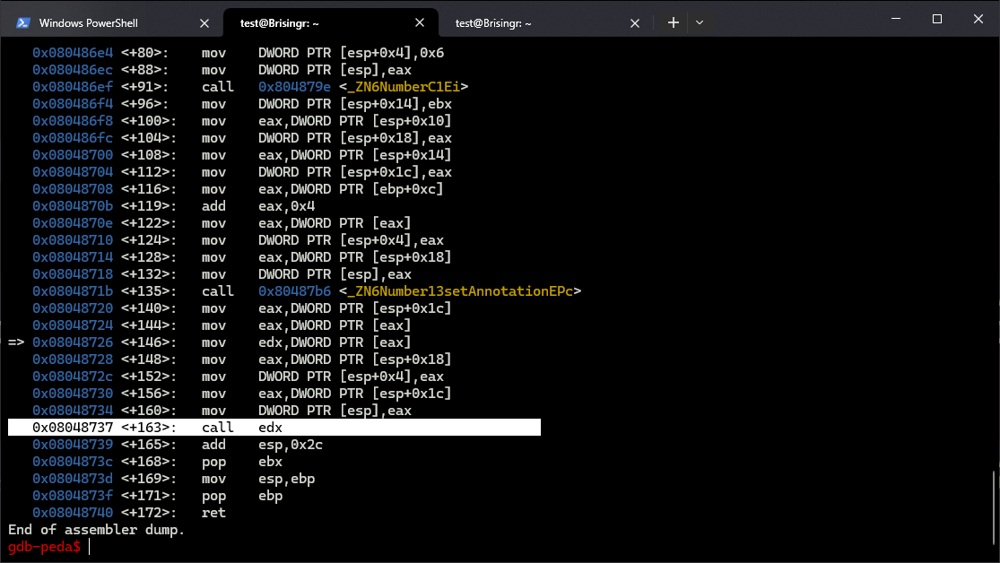 Windows PowerShell
test@Brisingr: ~
test@Brisingr: ~
0x080486e4 <+80>: mov DWORD PTR [esp+0x4],0x6
0x080486ec <+88>: mov DWORD PTR [esp],eax
0x080486ef <+91>: call 0x804879e <_ZN6NumberC1Ei>
0x080486f4 <+96>: mov DWORD PTR [esp+0x14],ebx
0x080486f8 <+100>: mov eax,DWORD PTR [esp+0x10]
0x080486fc <+104>: mov DWORD PTR [esp+0x18],eax
0x08048700 <+108>: mov eax,DWORD PTR [esp+0x14]
0x08048704 <+112>: mov DWORD PTR [esp+0x1c],eax
0x08048708 <+116>: mov eax,DWORD PTR [ebp+0xc]
0x0804870b <+119>: add eax,0x4
0x0804870e <+122>: mov eax,DWORD PTR [eax]
0x08048710 <+124>: mov DWORD PTR [esp+0x4],eax
0x08048714 <+128>: mov eax,DWORD PTR [esp+0x18]
0x08048718 <+132>: mov DWORD PTR [esp],eax
0x0804871b <+135>: call 0x80487b6 <_ZN6Number13setAnnotationEPc>
0x08048720 <+140>: mov eax,DWORD PTR [esp+0x1c]
0x08048724 <+144>: mov eax,DWORD PTR [eax]
=> 0x08048726 <+146>: mov edx,DWORD PTR [eax]
0x08048728 <+148>: mov eax,DWORD PTR [esp+0x18]
0x0804872c <+152>: mov DWORD PTR [esp+0x4],eax
0x08048730 <+156>: mov eax,DWORD PTR [esp+0x1c]
0x08048734 <+160>: mov DWORD PTR [esp],eax
0x08048737 <+163>: call edx
0x08048739 <+165>: add esp,0x2c
0x0804873c <+168>: pop ebx
0x0804873d <+169>: mov esp,ebp
0x0804873f <+171>: pop ebp
0x08048740 <+172>: ret
End of assembler dump.
gdb-peda$